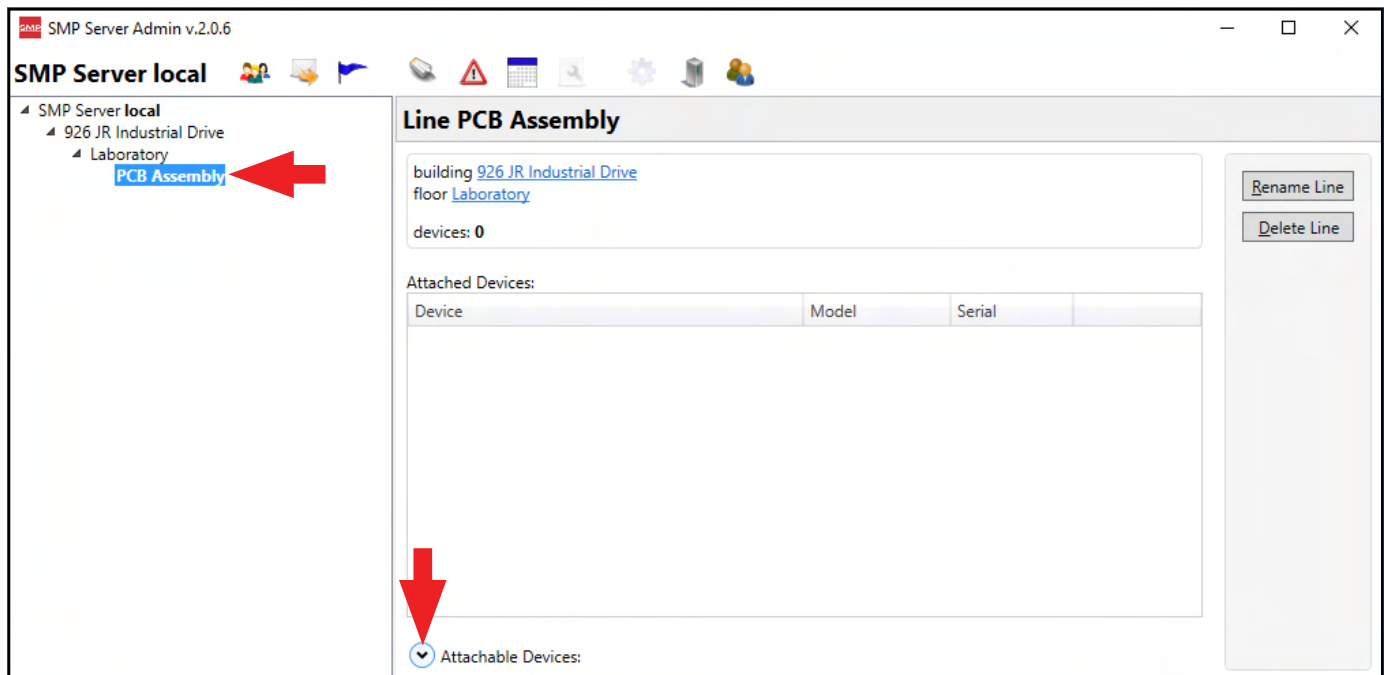 SMP SMP Server Admin v.2.0.6
SMP Server local
SMP Server local
926 JR Industrial Drive
Laboratory
PCB Assembly
Line PCB Assembly
building 926 JR Industrial Drive
floor Laboratory
devices: 0
Rename Line
Delete Line
Attached Devices:
Device Model Serial
Attachable Devices: